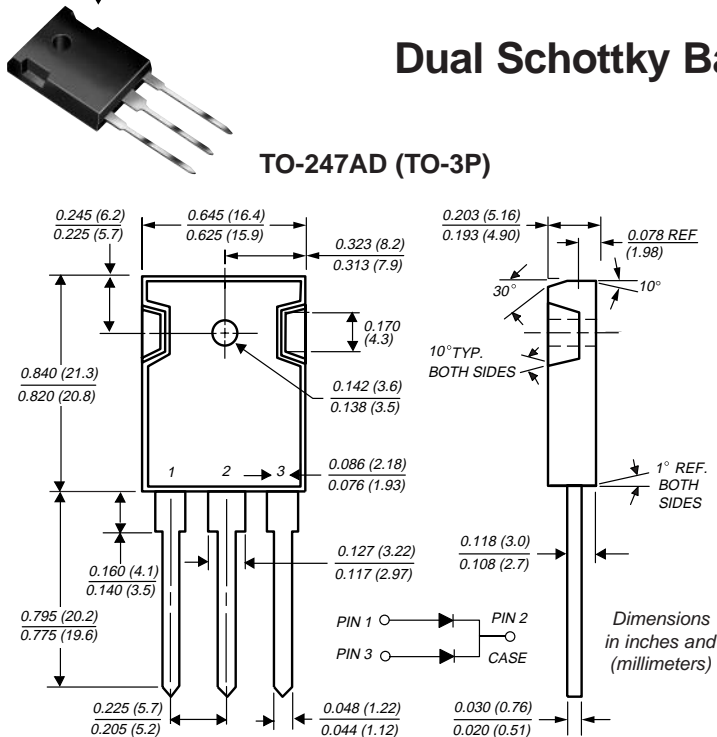 Dual Schottky Ba
TO-247AD (TO-3P)
0.245 (6.2)
0.225 (5.7)
0.645 (16.4)
0.625 (15.9)
0.323 (8.2)
0.313 (7.9)
0.203 (5.16)
0.193 (4.90)
0.078 REF
(1.98)
30°
10°
0.170
(4.3)
10° TYP.
BOTH SIDES
0.142 (3.6)
0.138 (3.5)
0.840 (21.3)
0.820 (20.8)
1 2 3
0.086 (2.18)
0.076 (1.93)
1° REF.
BOTH
SIDES
0.160 (4.1)
0.140 (3.5)
0.127 (3.22)
0.117 (2.97)
0.118 (3.0)
0.108 (2.7)
0.795 (20.2)
0.775 (19.6)
PIN 1
PIN 2
PIN 3
CASE
Dimensions
in inches and
(millimeters)
0.225 (5.7)
0.205 (5.2)
0.048 (1.22)
0.044 (1.12)
0.030 (0.76)
0.020 (0.51)